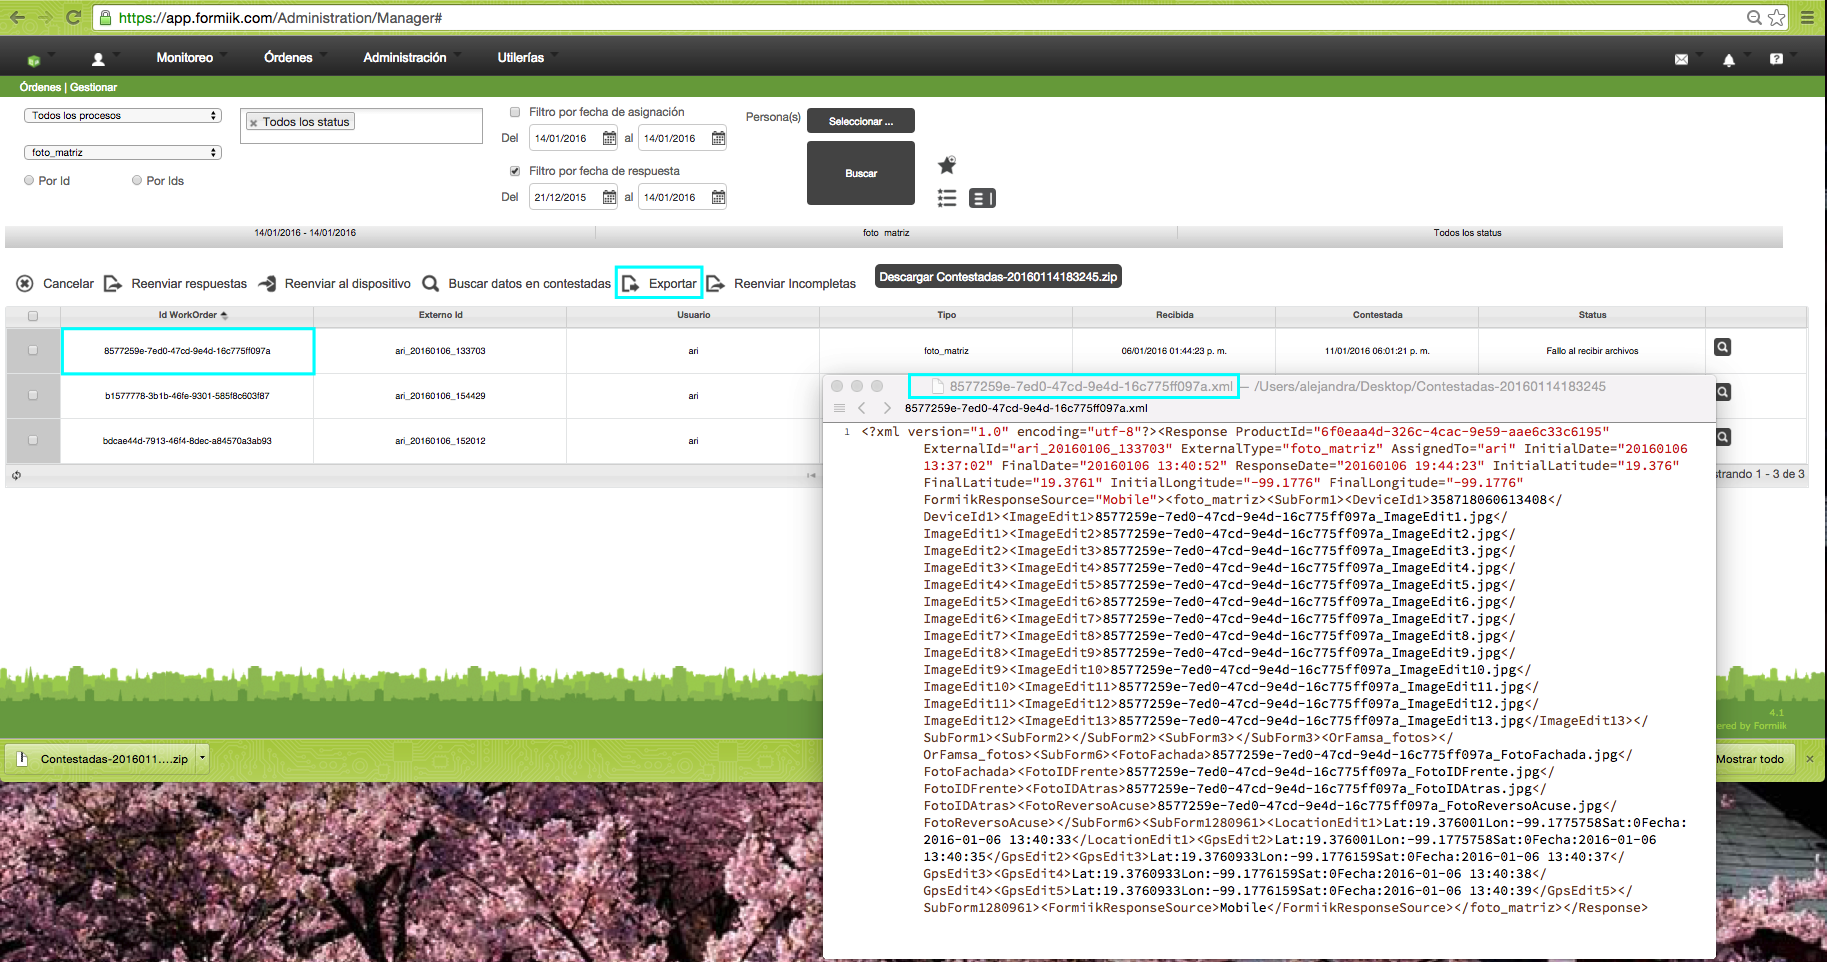 https://app.formiik.com/Administration/Manager#
Monitoreo Órdenes Administración Utilerías
Órdenes | Gestionar
Todos los procesos
Todos los status
Filtro por fecha de asignación
Persona(s)
Seleccionar ...
Del 14/01/2016 al 14/01/2016
foto_matriz
Buscar
Filtro por fecha de respuesta
Por Id Por Ids
Del 21/12/2015 al 14/01/2016
14/01/2016 - 14/01/2016 foto matriz Todos los status
Cancelar Reenviar respuestas Reenviar al dispositivo Buscar datos en contestadas Exportar Reenviar Incompletas Descargar Contestadas-20160114183245.zip
Id WorkOrder Externo Id Usuario Tipo Recibida Contestada Status
8577259e-7ed0-47cd-9e4d-16c775ff097a ari_20160106_133703 ari foto_matriz 06/01/2016 01:44:23 p. m. 11/01/2016 06:01:21 p. m. Fallo al recibir archivos
b1577778-3b1b-46fe-9301-585f8c603f87 ari_20160106_154429 ari
bdcae44d-7913-46f4-8dec-a84570a3ab93 ari_20160106_152012 ari
strando 1 - 3 de 3
8577259e-7ed0-47cd-9e4d-16c775ff097a.xml — /Users/alejandra/Desktop/Contestadas-20160114183245
8577259e-7ed0-47cd-9e4d-16c775ff097a.xml
1 <?xml version="1.0" encoding="utf-8"?><Response ProductId="6f0eaa4d-326c-4cac-9e59-aae6c33c6195"
ExternalId="ari_20160106_133703" ExternalType="foto_matriz" AssignedTo="ari" InitialDate="20160106
13:37:02" FinalDate="20160106 13:40:52" ResponseDate="20160106 19:44:23" InitialLatitude="19.376"
FinalLatitude="19.3761" InitialLongitude="-99.1776" FinalLongitude="-99.1776"
FormiikResponseSource="Mobile"><foto_matriz><SubForm1><DeviceId1>358718060613408</
DeviceId1><ImageEdit1>8577259e-7ed0-47cd-9e4d-16c775ff097a_ImageEdit1.jpg</
ImageEdit1><ImageEdit2>8577259e-7ed0-47cd-9e4d-16c775ff097a_ImageEdit2.jpg</
ImageEdit2><ImageEdit3>8577259e-7ed0-47cd-9e4d-16c775ff097a_ImageEdit3.jpg</
ImageEdit3><ImageEdit4>8577259e-7ed0-47cd-9e4d-16c775ff097a_ImageEdit4.jpg</
ImageEdit4><ImageEdit5>8577259e-7ed0-47cd-9e4d-16c775ff097a_ImageEdit5.jpg</
ImageEdit5><ImageEdit6>8577259e-7ed0-47cd-9e4d-16c775ff097a_ImageEdit6.jpg</
ImageEdit6><ImageEdit7>8577259e-7ed0-47cd-9e4d-16c775ff097a_ImageEdit7.jpg</
ImageEdit7><ImageEdit8>8577259e-7ed0-47cd-9e4d-16c775ff097a_ImageEdit8.jpg</
ImageEdit8><ImageEdit9>8577259e-7ed0-47cd-9e4d-16c775ff097a_ImageEdit9.jpg</
ImageEdit9><ImageEdit10>8577259e-7ed0-47cd-9e4d-16c775ff097a_ImageEdit10.jpg</
ImageEdit10><ImageEdit11>8577259e-7ed0-47cd-9e4d-16c775ff097a_ImageEdit11.jpg</
ImageEdit11><ImageEdit12>8577259e-7ed0-47cd-9e4d-16c775ff097a_ImageEdit12.jpg</
ImageEdit12><ImageEdit13>8577259e-7ed0-47cd-9e4d-16c775ff097a_ImageEdit13.jpg</ImageEdit13></
SubForm1><SubForm2></SubForm2><SubForm3></SubForm3><OrFamsa_fotos></
OrFamsa_fotos><SubForm6><FotoFachada>8577259e-7ed0-47cd-9e4d-16c775ff097a_FotoFachada.jpg</
FotoFachada><FotoIDFrente>8577259e-7ed0-47cd-9e4d-16c775ff097a_FotoIDFrente.jpg</
FotoIDFrente><FotoIDAtras>8577259e-7ed0-47cd-9e4d-16c775ff097a_FotoIDAtras.jpg</
FotoIDAtras><FotoReversoAcuse>8577259e-7ed0-47cd-9e4d-16c775ff097a_FotoReversoAcuse.jpg</
FotoReversoAcuse></SubForm6><SubForm1280961><LocationEdit1>Lat:19.376001Lon:-99.1775758Sat:0Fecha:
2016-01-06 13:40:33</LocationEdit1><GpsEdit2>Lat:19.376001Lon:-99.1775758Sat:0Fecha:2016-01-06
13:40:35</GpsEdit2><GpsEdit3>Lat:19.3760933Lon:-99.1776159Sat:0Fecha:2016-01-06 13:40:37</
GpsEdit3><GpsEdit4>Lat:19.3760933Lon:-99.1776159Sat:0Fecha:2016-01-06 13:40:38</
GpsEdit4><GpsEdit5>Lat:19.3760933Lon:-99.1776159Sat:0Fecha:2016-01-06 13:40:39</GpsEdit5></
SubForm1280961><FormiikResponseSource>Mobile</FormiikResponseSource></foto_matriz></Response>
4.1
ered by Formiik
Contestadas-2016011....zip
Mostrar todo